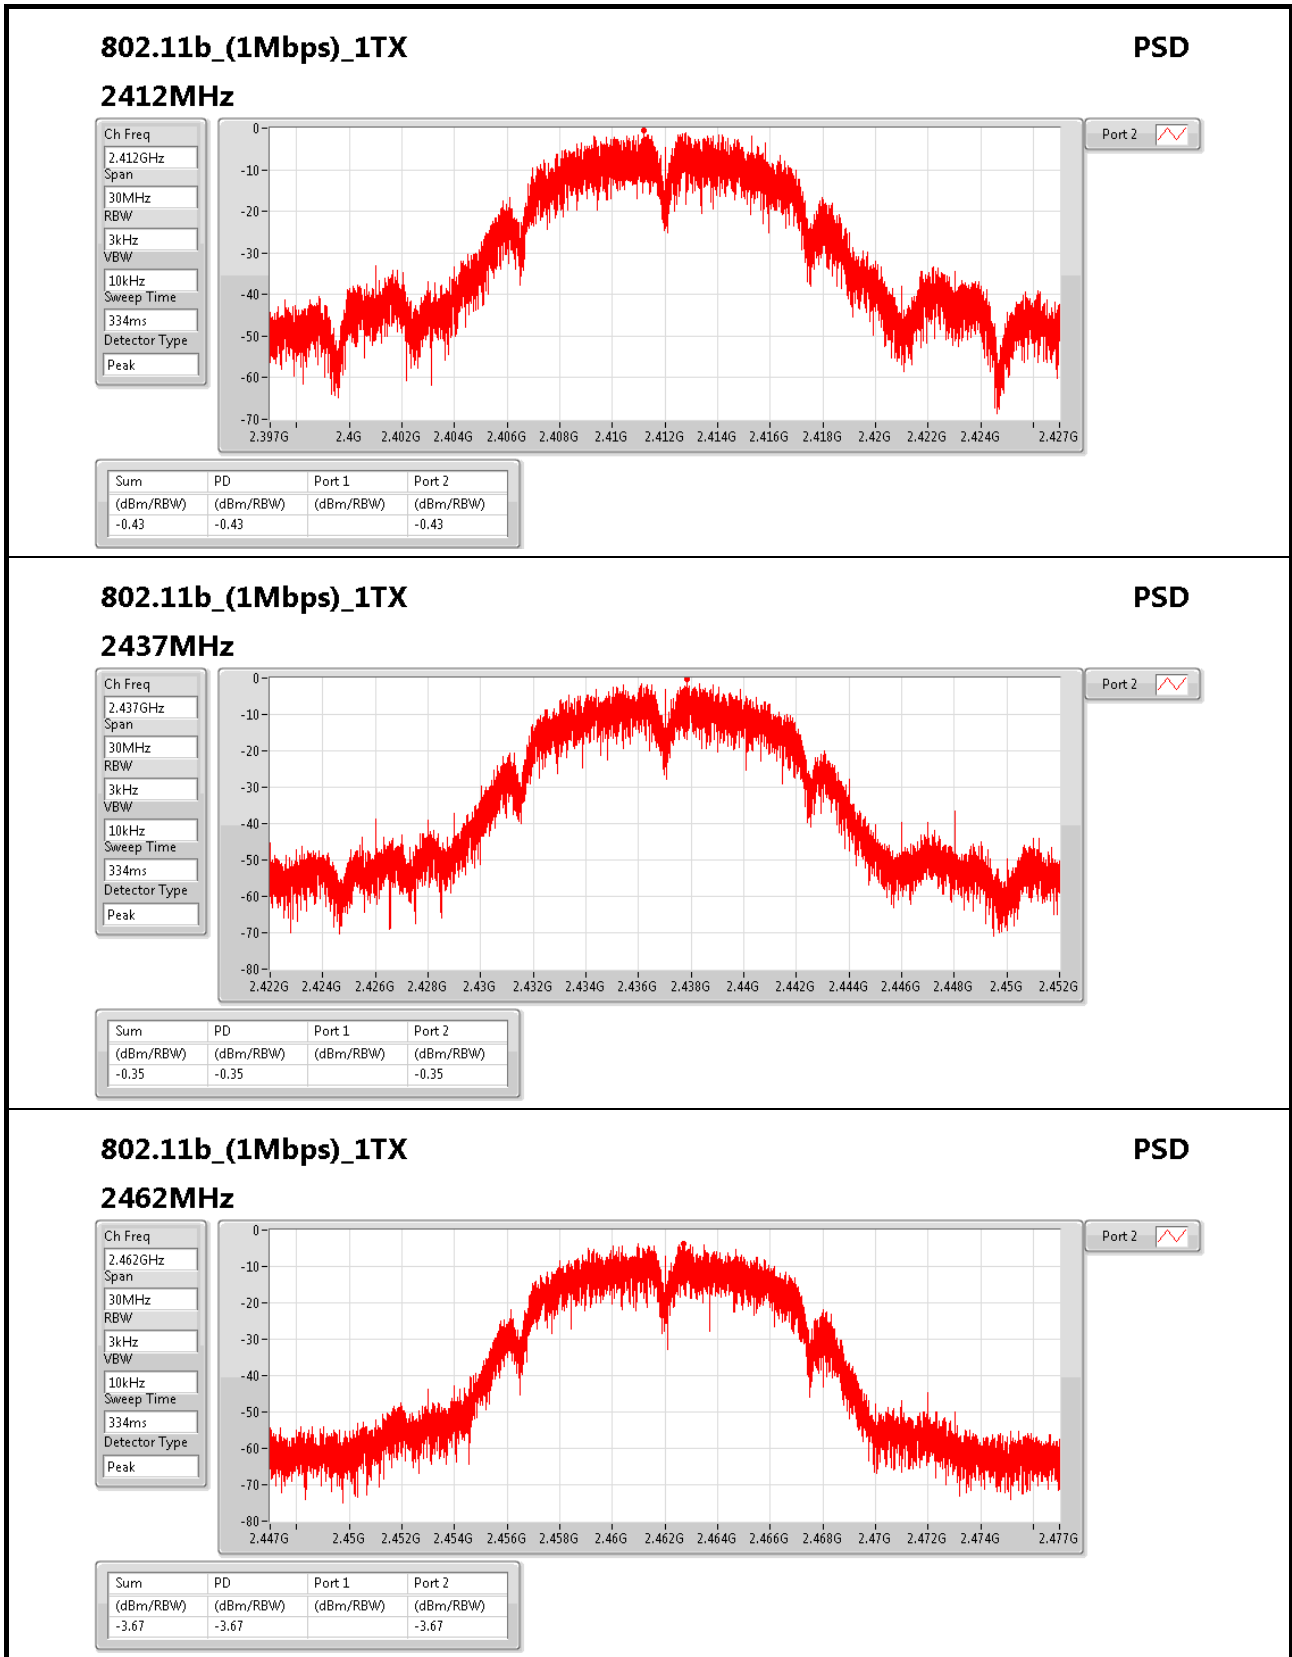 802.11b_(1Mbps)_1TX PSD
2412MHz
Ch Freq
2.412GHz
Span
30MHz
RBW
3kHz
VBW
10kHz
Sweep Time
334ms
Detector Type
Peak
0
-10
-20
-30
-40
-50
-60
-70
2.397G 2.4G 2.402G 2.404G 2.406G 2.408G 2.41G 2.412G 2.414G 2.416G 2.418G 2.42G 2.422G 2.424G 2.427G
Port 2
Sum PD Port 1 Port 2
(dBm/RBW) (dBm/RBW) (dBm/RBW) (dBm/RBW)
-0.43 -0.43 -0.43
802.11b_(1Mbps)_1TX PSD
2437MHz
Ch Freq
2.437GHz
Span
30MHz
RBW
3kHz
VBW
10kHz
Sweep Time
334ms
Detector Type
Peak
0
-10
-20
-30
-40
-50
-60
-70
-80
2.422G 2.424G 2.426G 2.428G 2.43G 2.432G 2.434G 2.436G 2.438G 2.44G 2.442G 2.444G 2.446G 2.448G 2.45G 2.452G
Port 2
Sum PD Port 1 Port 2
(dBm/RBW) (dBm/RBW) (dBm/RBW) (dBm/RBW)
-0.35 -0.35 -0.35
802.11b_(1Mbps)_1TX PSD
2462MHz
Ch Freq
2.462GHz
Span
30MHz
RBW
3kHz
VBW
10kHz
Sweep Time
334ms
Detector Type
Peak
0
-10
-20
-30
-40
-50
-60
-70
-80
2.447G 2.45G 2.452G 2.454G 2.456G 2.458G 2.46G 2.462G 2.464G 2.466G 2.468G 2.47G 2.472G 2.474G 2.477G
Port 2
Sum PD Port 1 Port 2
(dBm/RBW) (dBm/RBW) (dBm/RBW) (dBm/RBW)
-3.67 -3.67 -3.67